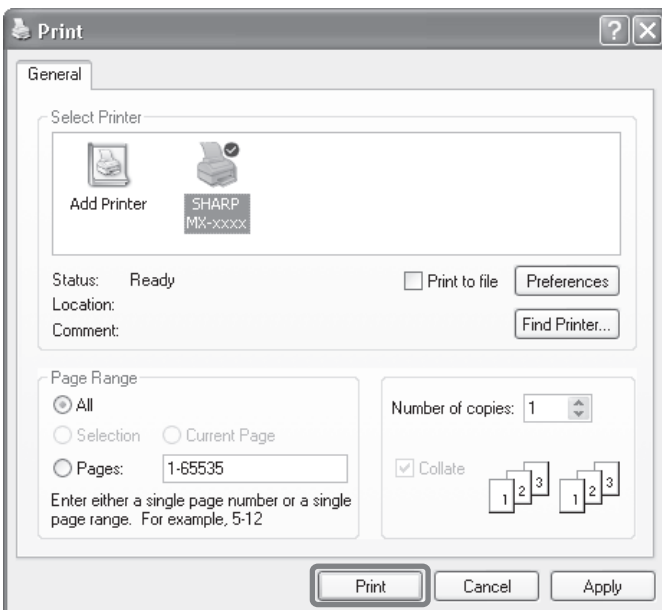 Print
General
Select Printer
Add Printer
SHARP
MX-xxxx
Status: Ready
Location:
Comment:
Print to file
Preferences
Find Printer...
Page Range
All
Selection
Current Page
Pages: 1-65535
Enter either a single page number or a single
page range. For example, 5-12
Number of copies: 1
Collate
1 2 3 1 2 3
Print
Cancel
Apply